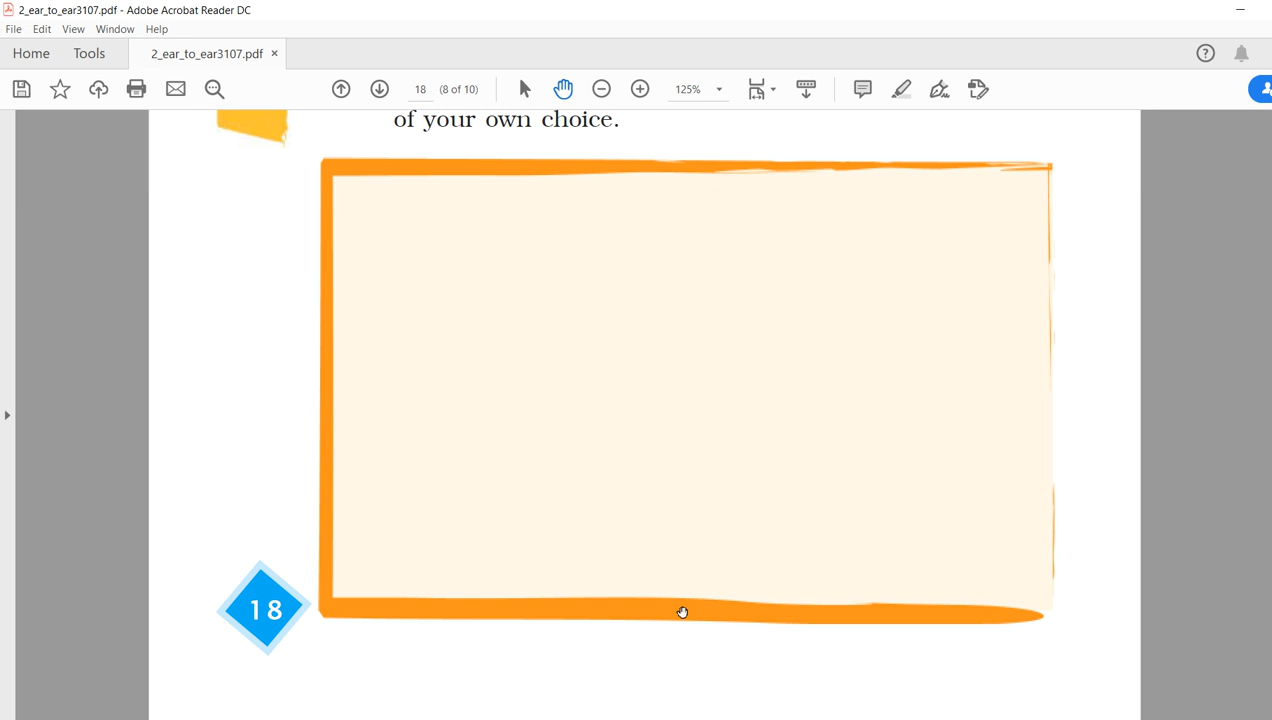 2_ear_to_ear3107.pdf - Adobe Acrobat Reader DC
File Edit View Window Help
Home Tools 2_ear_to_ear3107.pdf ×
18 (8 of 10) 125%
of your own choice.
18